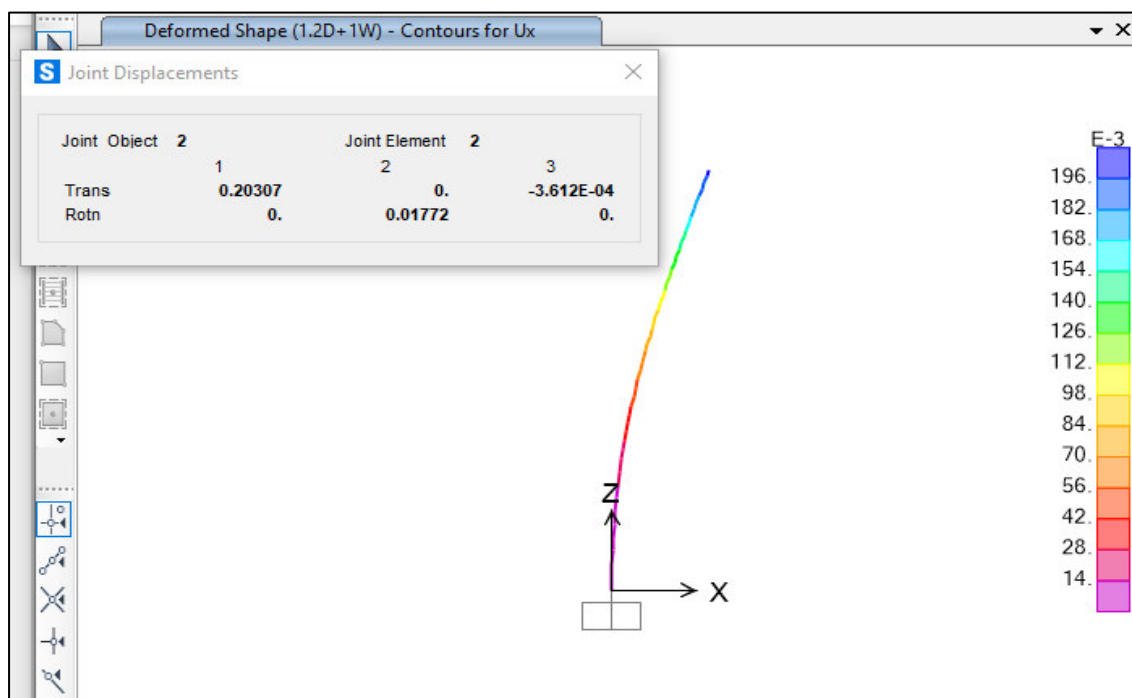 Deformed Shape (1.2D+1W) - Contours for Ux
S Joint Displacements
Joint Object 2 Joint Element 2
1 2 3
Trans 0.20307 0. -3.612E-04
Rotn 0. 0.01772 0.
E-3
196.
182.
168.
154.
140.
126.
112.
98.
84.
70.
56.
42.
28.
14.
Z
X